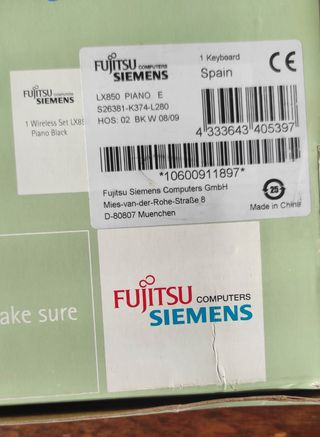 FUJITSU COMPUTERS
SIEMENS
1 Keyboard
Spain
CE
LX850 PIANO E
S26381-K374-L280
HOS: 02 BK W 08/09
4 333643 405397
*10600911897*
Fujitsu Siemens Computers GmbH
Mies-van-der-Rohe-Straße 8
D-80807 Muenchen
25
Made in China
FUJITSU COMPUTERS
SIEMENS
1 Wireless Set LX85
Piano Black
ake sure
FUJITSU COMPUTERS
SIEMENS